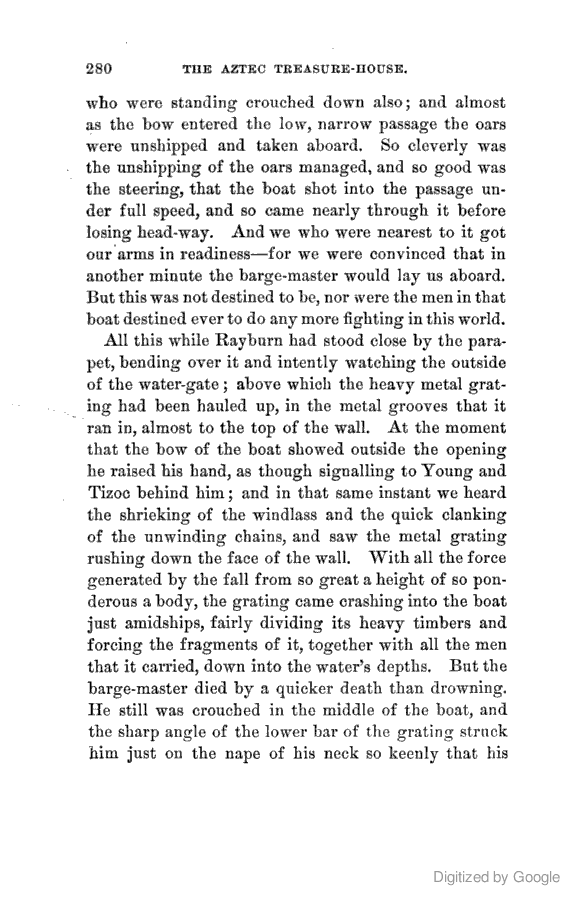 280 THE AZTEC TREASURE-HOUSE.
who were standing crouched down also; and almost
as the bow entered the low, narrow passage the oars
were unshipped and taken aboard. So cleverly was
the unshipping of the oars managed, and so good was
the steering, that the boat shot into the passage un-
der full speed, and so came nearly through it before
losing head-way. And we who were nearest to it got
our arms in readiness—for we were convinced that in
another minute the barge-master would lay us aboard.
But this was not destined to be, nor were the men in that
boat destined ever to do any more fighting in this world.
All this while Rayburn had stood close by the para-
pet, bending over it and intently watching the outside
of the water-gate; above which the heavy metal grat-
ing had been hauled up, in the metal grooves that it
ran in, almost to the top of the wall. At the moment
that the bow of the boat showed outside the opening
he raised his hand, as though signalling to Young and
Tizoc behind him; and in that same instant we heard
the shrieking of the windlass and the quick clanking
of the unwinding chains, and saw the metal grating
rushing down the face of the wall. With all the force
generated by the fall from so great a height of so pon-
derous a body, the grating came crashing into the boat
just amidships, fairly dividing its heavy timbers and
forcing the fragments of it, together with all the men
that it carried, down into the water's depths. But the
barge-master died by a quicker death than drowning.
He still was crouched in the middle of the boat, and
the sharp angle of the lower bar of the grating struck
him just on the nape of his neck so keenly that his
Digitized by Google